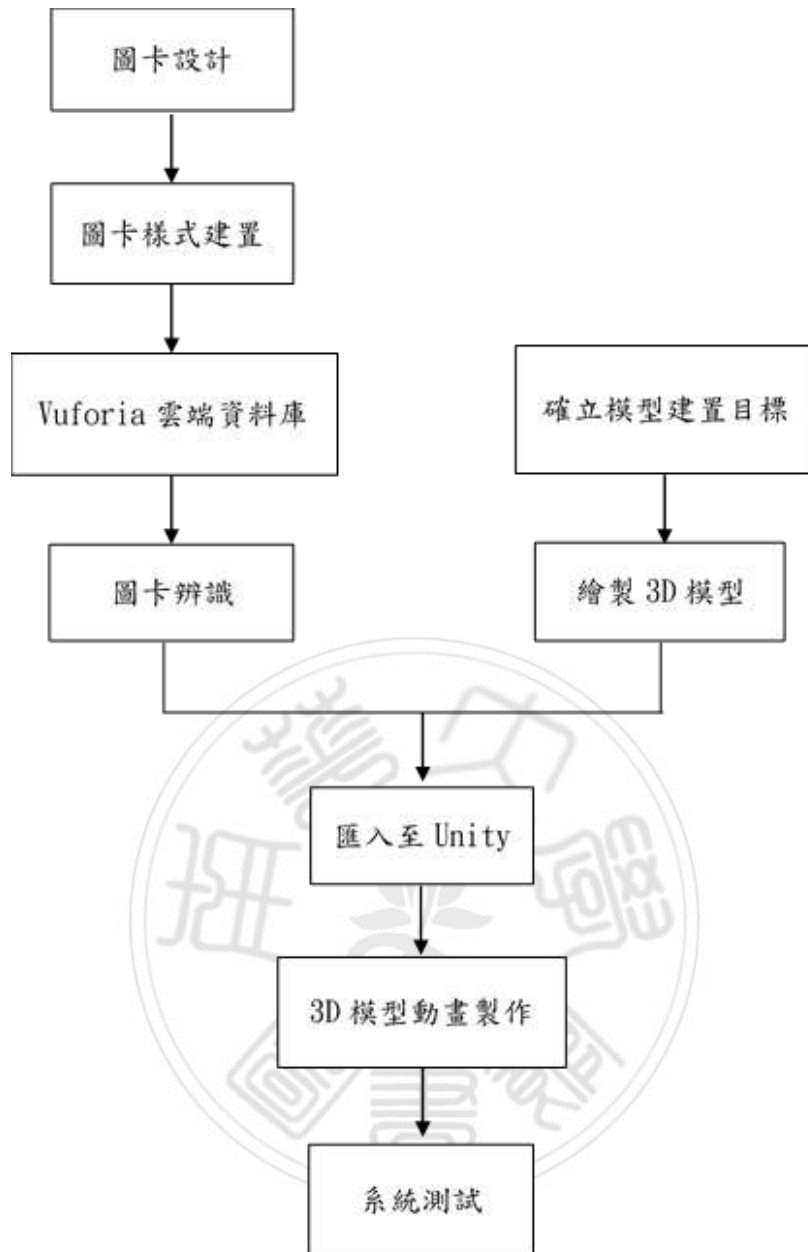 圖卡設計
圖卡樣式建置
Vuforia 雲端資料庫
確立模型建置目標
圖卡辨識
繪製 3D 模型
匯入至 Unity
3D 模型動畫製作
系統測試